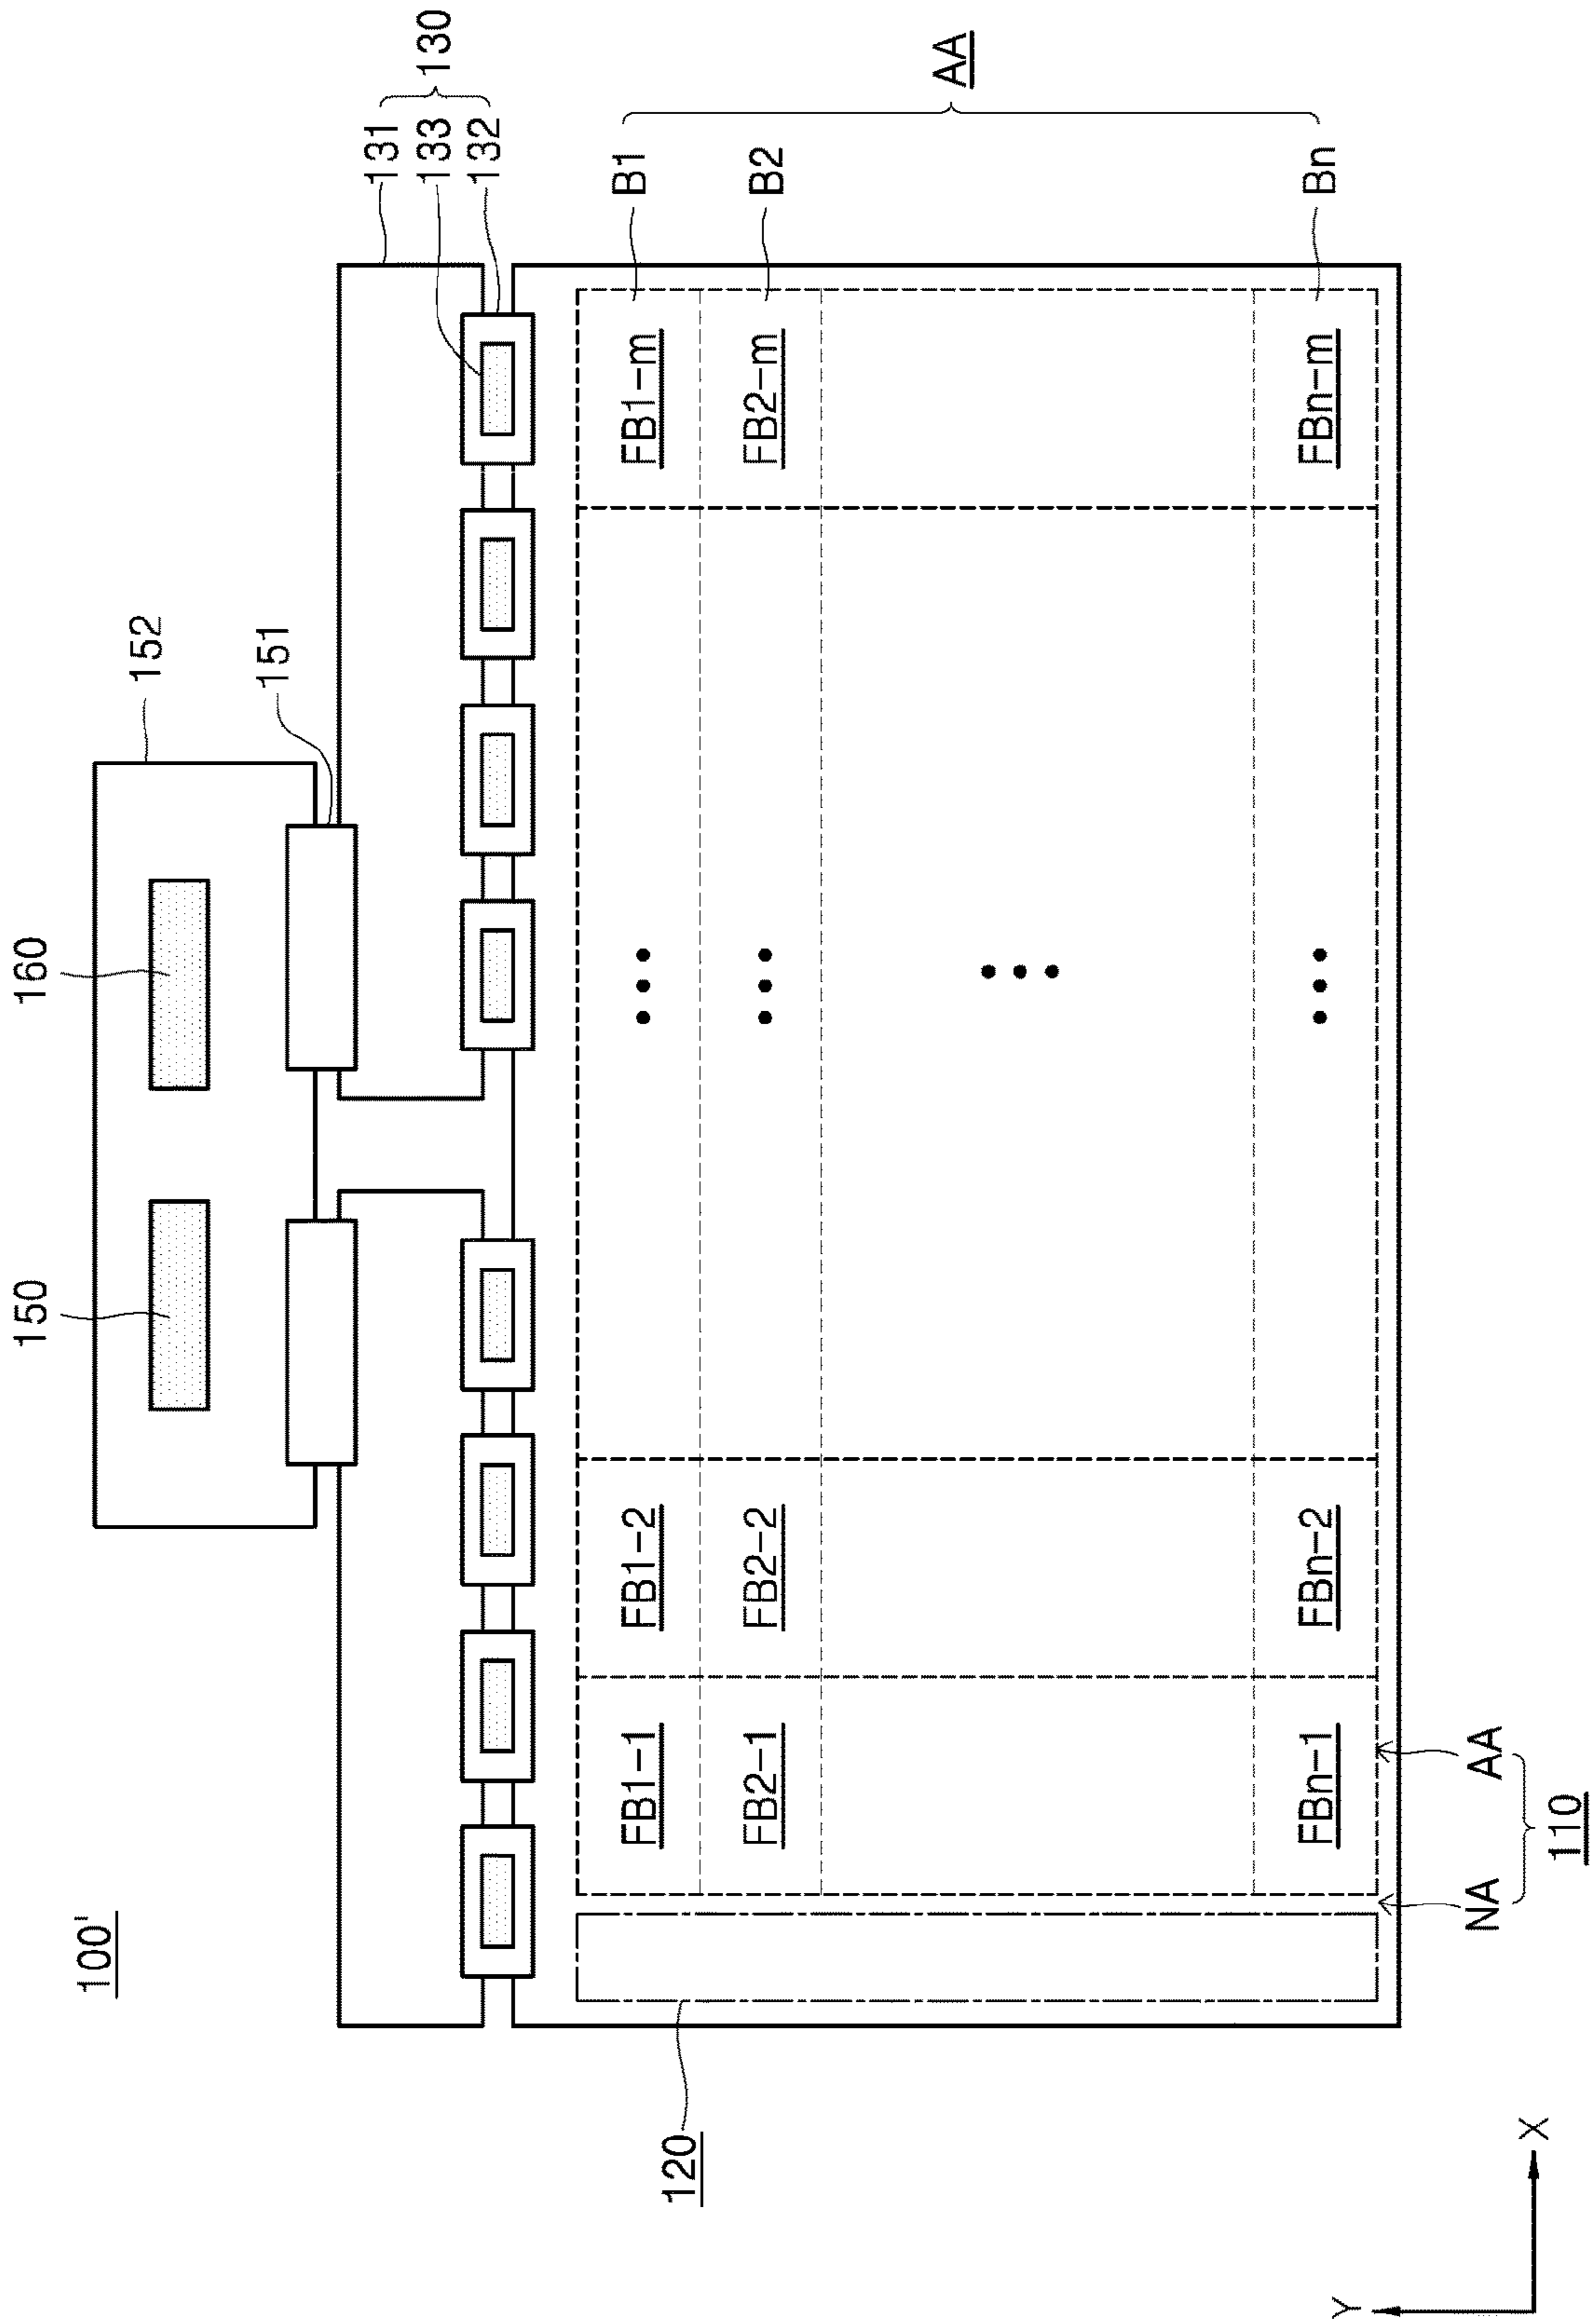 100'
150
160
152
151
131
133
132
130
120
FB1-1
FB1-2
FB1-m
B1
FB2-1
FB2-2
FB2-m
B2
FBn-1
FBn-2
FBn-m
Bn
AA
NA
AA
110
Y
X